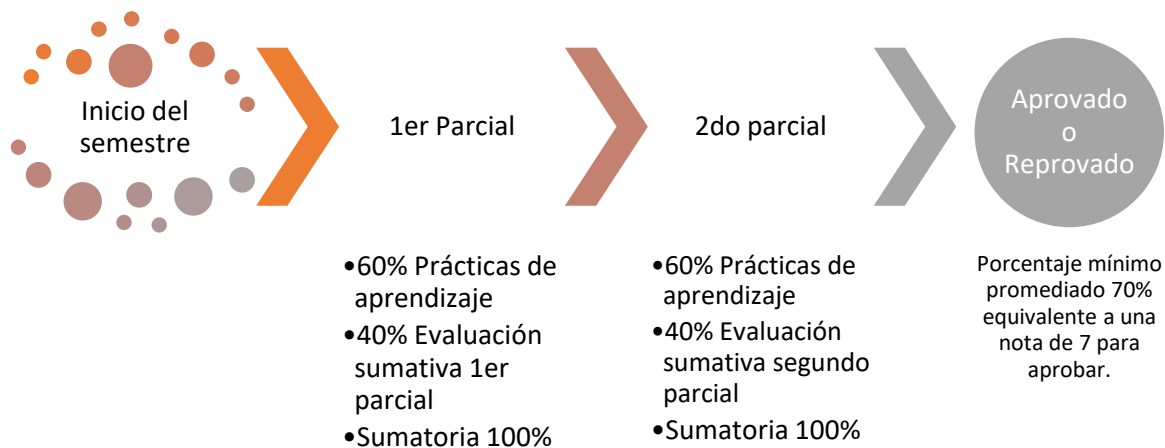 Inicio del
semestre
1er Parcial
•60% Prácticas de
aprendizaje
•40% Evaluación
sumativa 1er
parcial
•Sumatoria 100%
2do parcial
•60% Prácticas de
aprendizaje
•40% Evaluación
sumativa segundo
parcial
•Sumatoria 100%
Aprovado
o
Reprovado
Porcentaje mínimo
promediado 70%
equivalente a una
nota de 7 para
aprobar.